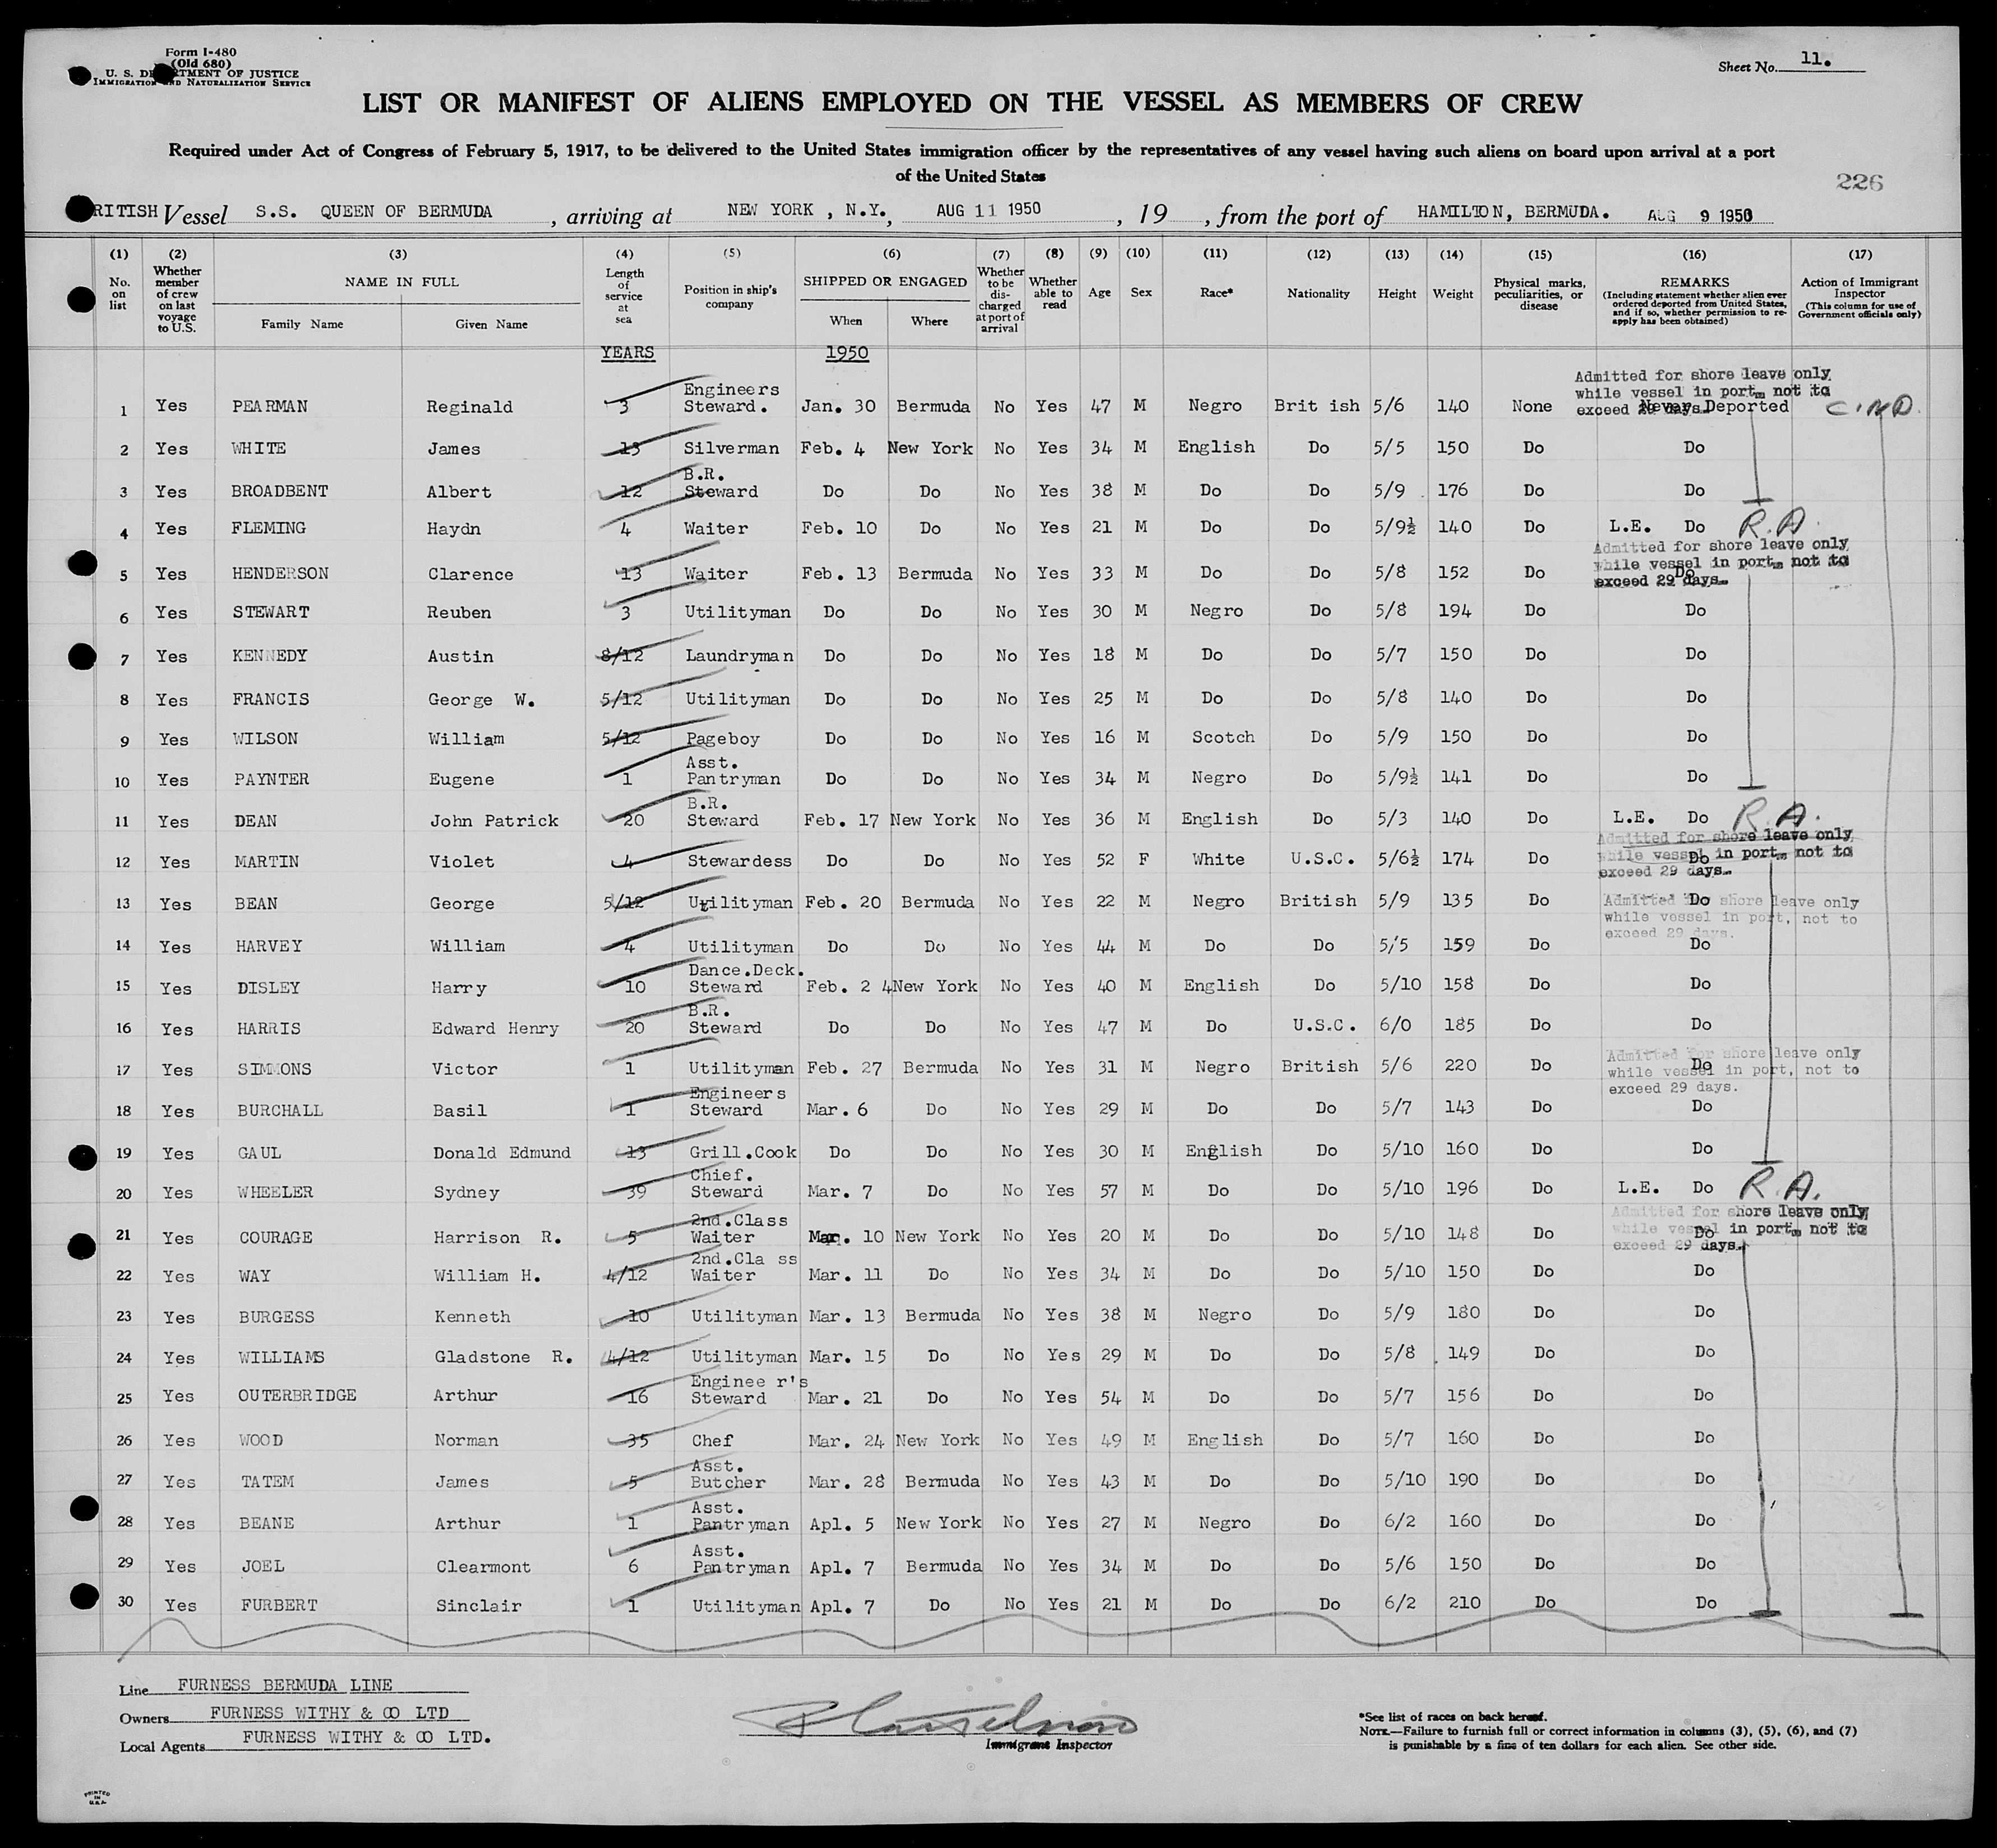 Form I-480
(Old 680)
U. S. DEPARTMENT OF JUSTICE
IMMIGRATION AND NATURALIZATION SERVICE
Sheet No. 11.
LIST OR MANIFEST OF ALIENS EMPLOYED ON THE VESSEL AS MEMBERS OF CREW
Required under Act of Congress of February 5, 1917, to be delivered to the United States immigration officer by the representatives of any vessel having such aliens on board upon arrival at a port
of the United States
226
RITISH Vessel S.S. QUEEN OF BERMUDA, arriving at NEW YORK, N.Y., AUG 11 1950, 19 , from the port of HAMILTON, BERMUDA. AUG 9 1950
(1) No. on list (2) Whether member of crew on last voyage to U.S. (3) NAME IN FULL Family Name Given Name (4) Length of service at sea (5) Position in ship's company (6) SHIPPED OR ENGAGED When Where (7) Whether to be discharged at port of arrival (8) Whether able to read (9) Age (10) Sex (11) Race* (12) Nationality (13) Height (14) Weight (15) Physical marks, peculiarities, or disease (16) REMARKS (Including statement whether alien ever ordered deported from United States, and if so, whether permission to re-apply has been obtained) (17) Action of Immigrant Inspector (This column for use of Government officials only)
YEARS 1950
Admitted for shore leave only while vessel in port, not to exceed 29 days.
1 Yes PEARMAN Reginald 3 Engineers Steward. Jan. 30 Bermuda No Yes 47 M Negro Brit ish 5/6 140 None Never Deported
2 Yes WHITE James 13 Silverman Feb. 4 New York No Yes 34 M English Do 5/5 150 Do Do
3 Yes BROADBENT Albert 12 B.R. Steward Do Do No Yes 38 M Do Do 5/9 176 Do Do
4 Yes FLEMING Haydn 4 Waiter Feb. 10 Do No Yes 21 M Do Do 5/9½ 140 Do L.E. Do R.A.
Admitted for shore leave only while vessel in port, not to exceed 29 days.
5 Yes HENDERSON Clarence 13 Waiter Feb. 13 Bermuda No Yes 33 M Do Do 5/8 152 Do Do
6 Yes STEWART Reuben 3 Utilityman Do Do No Yes 30 M Negro Do 5/8 194 Do Do
7 Yes KENNEDY Austin 8/12 Laundryman Do Do No Yes 18 M Do Do 5/7 150 Do Do
8 Yes FRANCIS George W. 5/12 Utilityman Do Do No Yes 25 M Do Do 5/8 140 Do Do
9 Yes WILSON William 5/12 Pageboy Do Do No Yes 16 M Scotch Do 5/9 150 Do Do
10 Yes PAYNTER Eugene 1 Asst. Pantryman Do Do No Yes 34 M Negro Do 5/9½ 141 Do Do
11 Yes DEAN John Patrick 20 B.R. Steward Feb. 17 New York No Yes 36 M English Do 5/3 140 Do L.E. Do R.A.
Admitted for shore leave only while vessel in port, not to exceed 29 days.
12 Yes MARTIN Violet 4 Stewardess Do Do No Yes 52 F White U.S.C. 5/6½ 174 Do Do
13 Yes BEAN George 5/12 Utilityman Feb. 20 Bermuda No Yes 22 M Negro British 5/9 135 Do Do
Admitted for shore leave only while vessel in port, not to exceed 29 days.
14 Yes HARVEY William 4 Utilityman Do Do No Yes 44 M Do Do 5/5 159 Do Do
15 Yes DISLEY Harry 10 Dance.Deck. Steward Feb. 2 4 New York No Yes 40 M English Do 5/10 158 Do Do
16 Yes HARRIS Edward Henry 20 B.R. Steward Do Do No Yes 47 M Do U.S.C. 6/0 185 Do Do
17 Yes SIMMONS Victor 1 Utilityman Feb. 27 Bermuda No Yes 31 M Negro British 5/6 220 Do Do
Admitted for shore leave only while vessel in port, not to exceed 29 days.
18 Yes BURCHALL Basil 1 Engineers Steward Mar. 6 Do No Yes 29 M Do Do 5/7 143 Do Do
19 Yes GAUL Donald Edmund 13 Grill.Cook Do Do No Yes 30 M English Do 5/10 160 Do Do
20 Yes WHEELER Sydney 39 Chief. Steward Mar. 7 Do No Yes 57 M Do Do 5/10 196 Do L.E. Do R.A.
Admitted for shore leave only while vessel in port, not to exceed 29 days.
21 Yes COURAGE Harrison R. 5 2nd.Class Waiter Mar. 10 New York No Yes 20 M Do Do 5/10 148 Do Do
22 Yes WAY William H. 4/12 2nd.Cla ss Waiter Mar. 11 Do No Yes 34 M Do Do 5/10 150 Do Do
23 Yes BURGESS Kenneth 10 Utilityman Mar. 13 Bermuda No Yes 38 M Negro Do 5/9 180 Do Do
24 Yes WILLIAMS Gladstone R. 4/12 Utilityman Mar. 15 Do No Yes 29 M Do Do 5/8 149 Do Do
25 Yes OUTERBRIDGE Arthur 16 Enginee r's Steward Mar. 21 Do No Yes 54 M Do Do 5/7 156 Do Do
26 Yes WOOD Norman 35 Chef Mar. 24 New York No Yes 49 M English Do 5/7 160 Do Do
27 Yes TATEM James 5 Asst. Butcher Mar. 28 Bermuda No Yes 43 M Do Do 5/10 190 Do Do
28 Yes BEANE Arthur 1 Asst. Pantryman Apl. 5 New York No Yes 27 M Negro Do 6/2 160 Do Do
29 Yes JOEL Clearmont 6 Asst. Pantryman Apl. 7 Bermuda No Yes 34 M Do Do 5/6 150 Do Do
30 Yes FURBERT Sinclair 1 Utilityman Apl. 7 Do No Yes 21 M Do Do 6/2 210 Do Do
Line FURNESS BERMUDA LINE
Owners FURNESS WITHY & CO LTD
Local Agents FURNESS WITHY & CO LTD.
Immigrant Inspector
*See list of races on back hereof.
NOTE.—Failure to furnish full or correct information in columns (3), (5), (6), and (7)
is punishable by a fine of ten dollars for each alien. See other side.
PRINTED
IN
U.S.A.